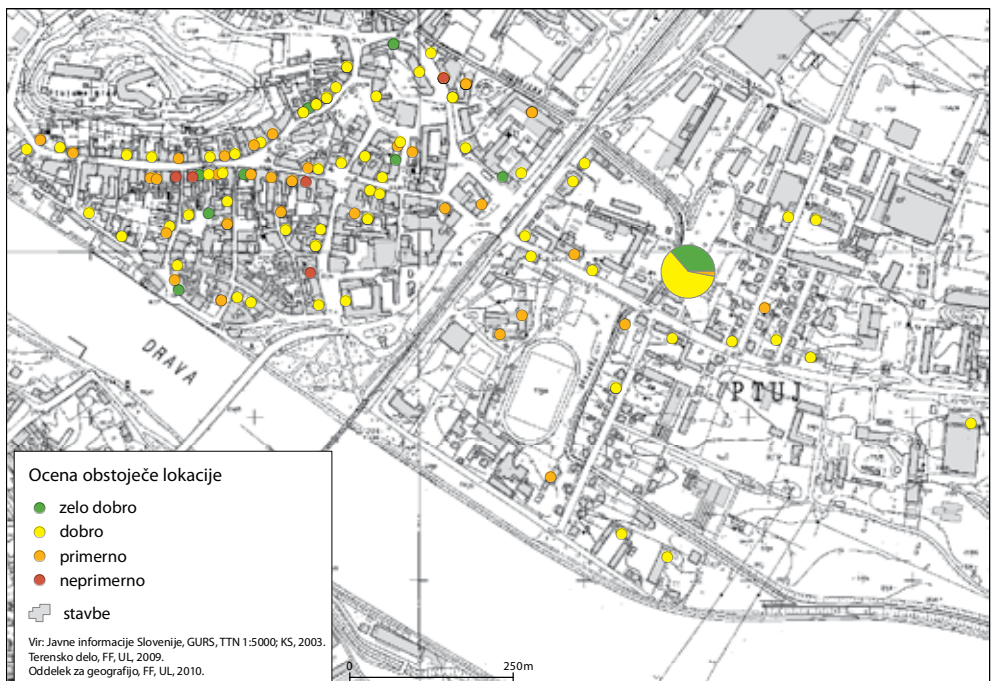 DRAVA
PTUJ
Ocena obstoječe lokacije
zelo dobro
dobro
primerno
neprimerno
stavbe
Vir: Javne informacije Slovenije, GURS, TTN 1:5000; KS, 2003.
Terensko delo, FF, UL, 2009.
Oddelek za geografijo, FF, UL, 2010.
0 250m